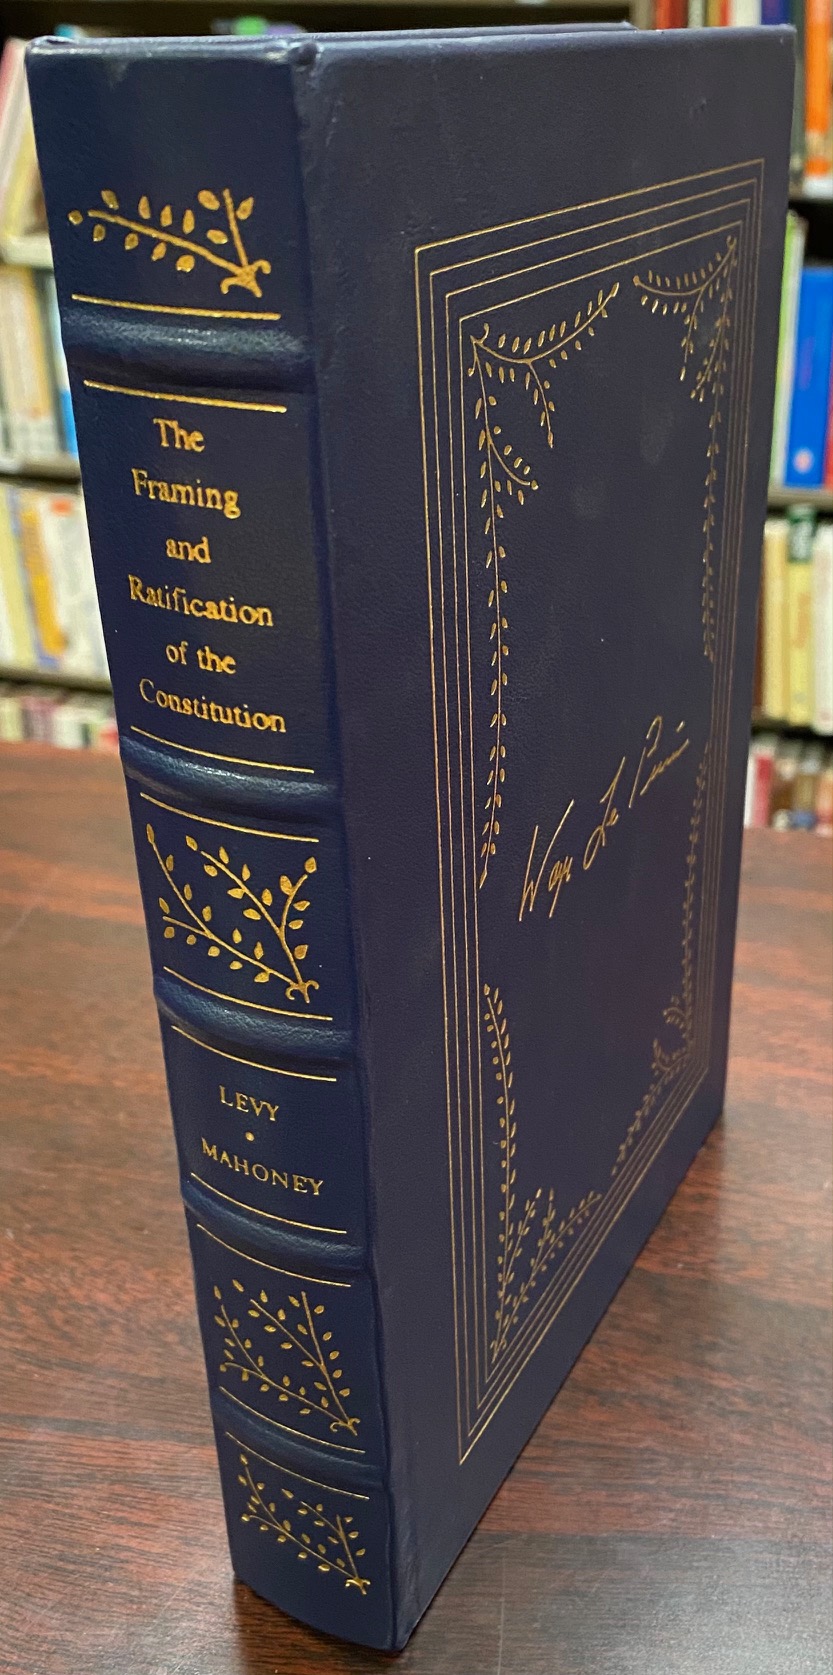 The
Framing
and
Ratification
of the
Constitution
LEVY
•
MAHONEY